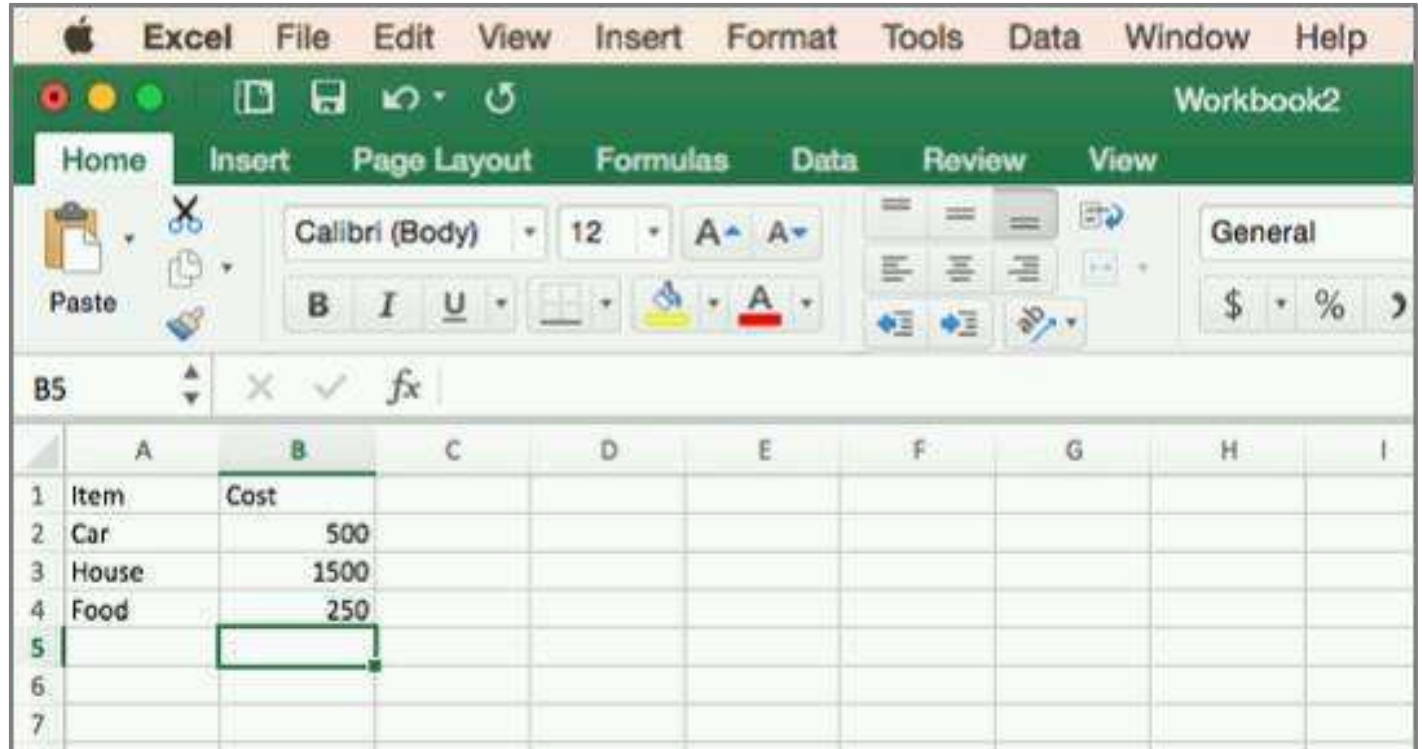 Excel File Edit View Insert Format Tools Data Window Help
Workbook2
Home Insert Page Layout Formulas Data Review View
Calibri (Body) 12 A A General
Paste B I U A ab $ % ,
B5 fx
A B C D E F G H I
1 Item Cost
2 Car 500
3 House 1500
4 Food 250
5
6
7